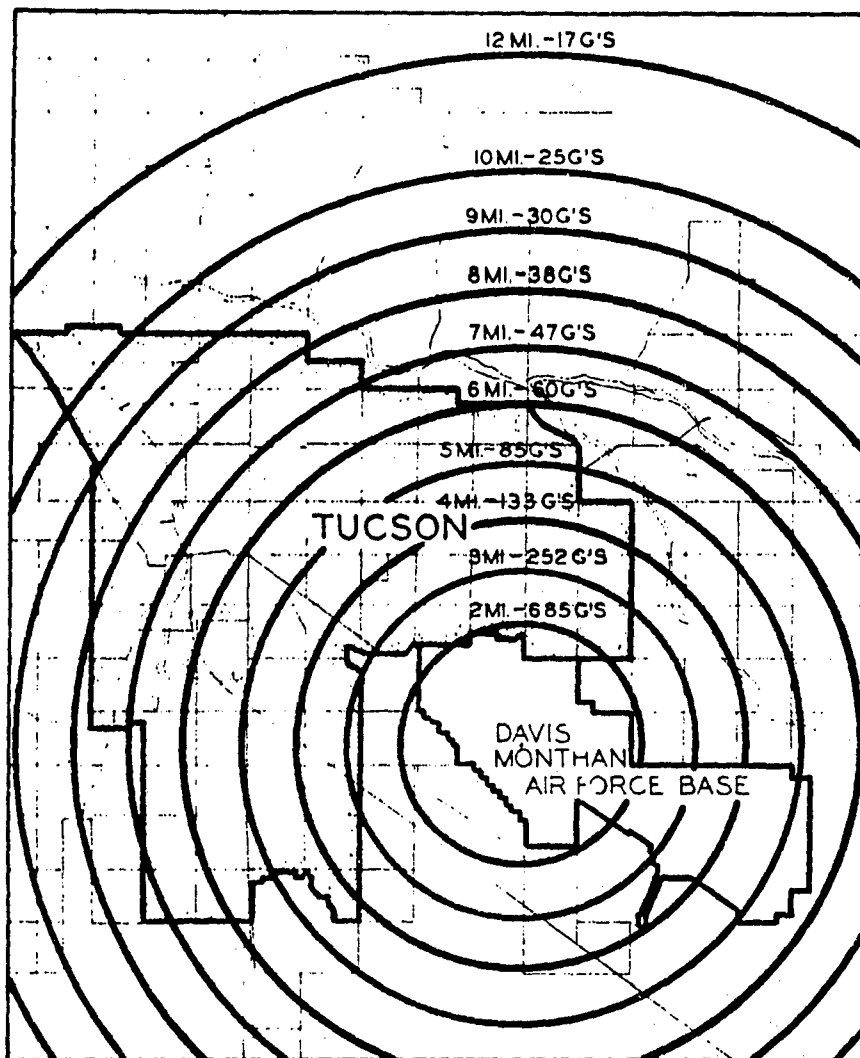 12 MI.-17 G'S
10 MI.-25 G'S
9 MI.-30 G'S
8 MI.-38 G'S
7 MI.-47 G'S
6 MI.-60 G'S
5 MI.-85 G'S
4 MI.-133 G'S
TUCSON
3 MI-252 G'S
2 MI.-685 G'S
DAVIS
MONTHAN
AIR FORCE BASE